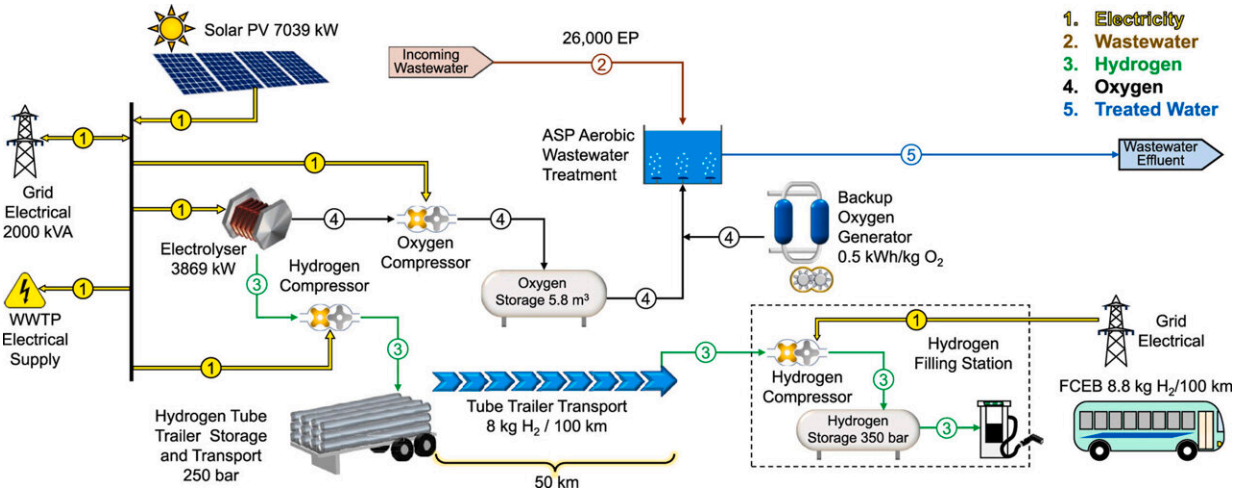 Solar PV 7039 kW
26,000 EP
1. Electricity
2. Wastewater
3. Hydrogen
4. Oxygen
5. Treated Water
Incoming
Wastewater
2
1
1
ASP Aerobic
Wastewater
Treatment
5
Wastewater
Effluent
1
Grid
Electrical
2000 kVA
1
4
4
Electrolyser
3869 kW
Oxygen
Compressor
Backup
Oxygen
Generator
0.5 kWh/kg O₂
4
3
Hydrogen
Compressor
Oxygen
Storage 5.8 m³
4
1
WWTP
Electrical
Supply
1
3
3
1
Grid
Electrical
Hydrogen
Filling Station
Hydrogen
Compressor
3
Tube Trailer Transport
8 kg H₂ / 100 km
Hydrogen Tube
Trailer Storage
and Transport
250 bar
Hydrogen
Storage 350 bar
3
FCEB 8.8 kg H₂/100 km
50 km